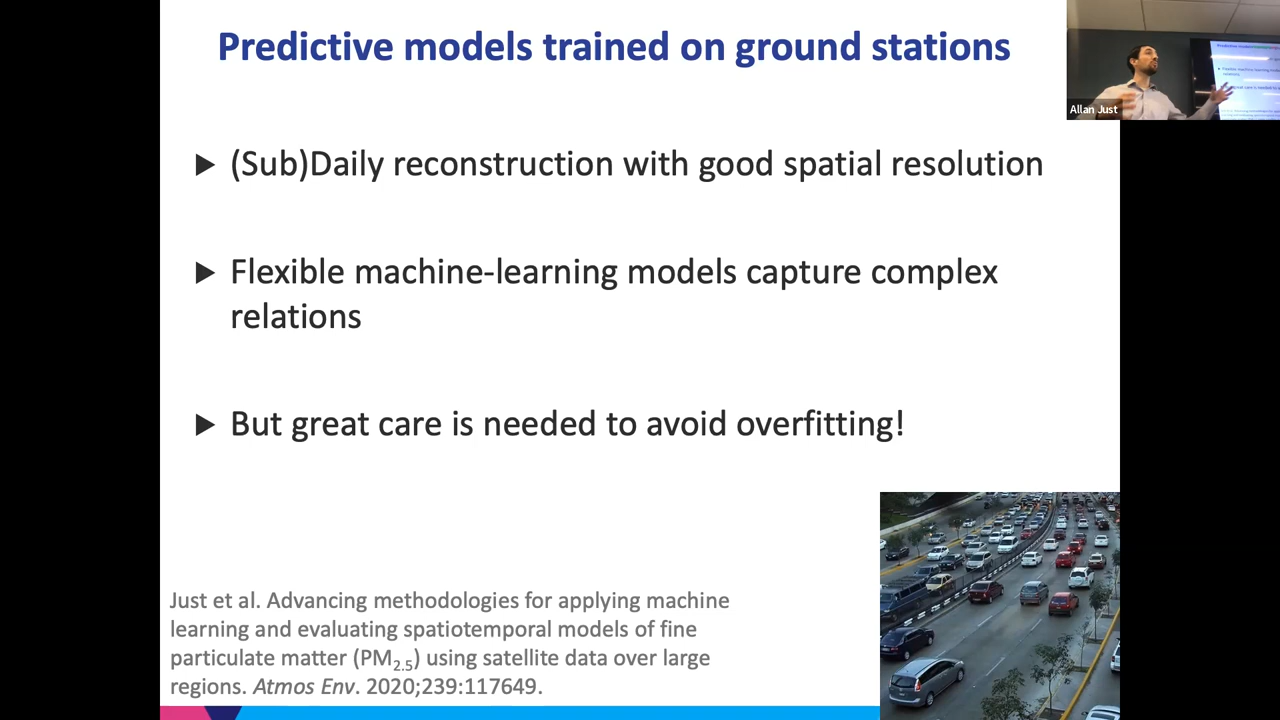 Predictive models trained on ground stations
Allan Just
▶ (Sub)Daily reconstruction with good spatial resolution
▶ Flexible machine-learning models capture complex
relations
▶ But great care is needed to avoid overfitting!
Just et al. Advancing methodologies for applying machine
learning and evaluating spatiotemporal models of fine
particulate matter (PM2.5) using satellite data over large
regions. Atmos Env. 2020;239:117649.